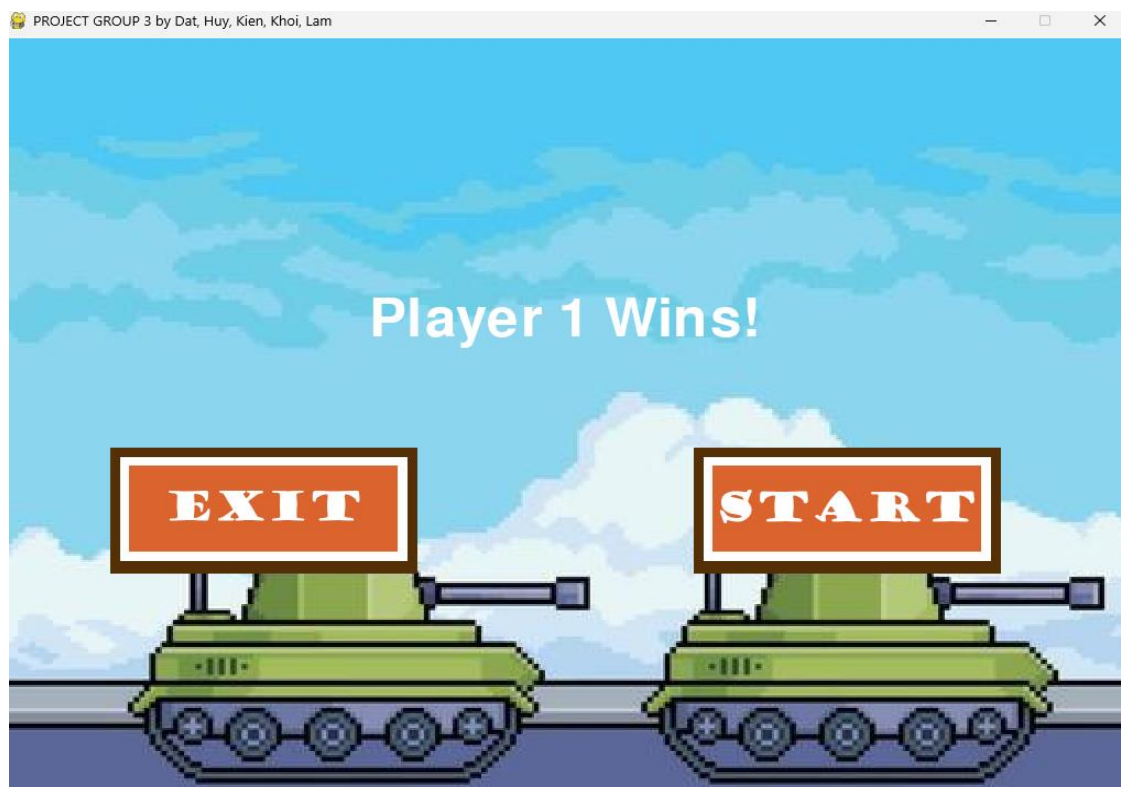 PROJECT GROUP 3 by Dat, Huy, Kien, Khoi, Lam
Player 1 Wins!
EXIT
START